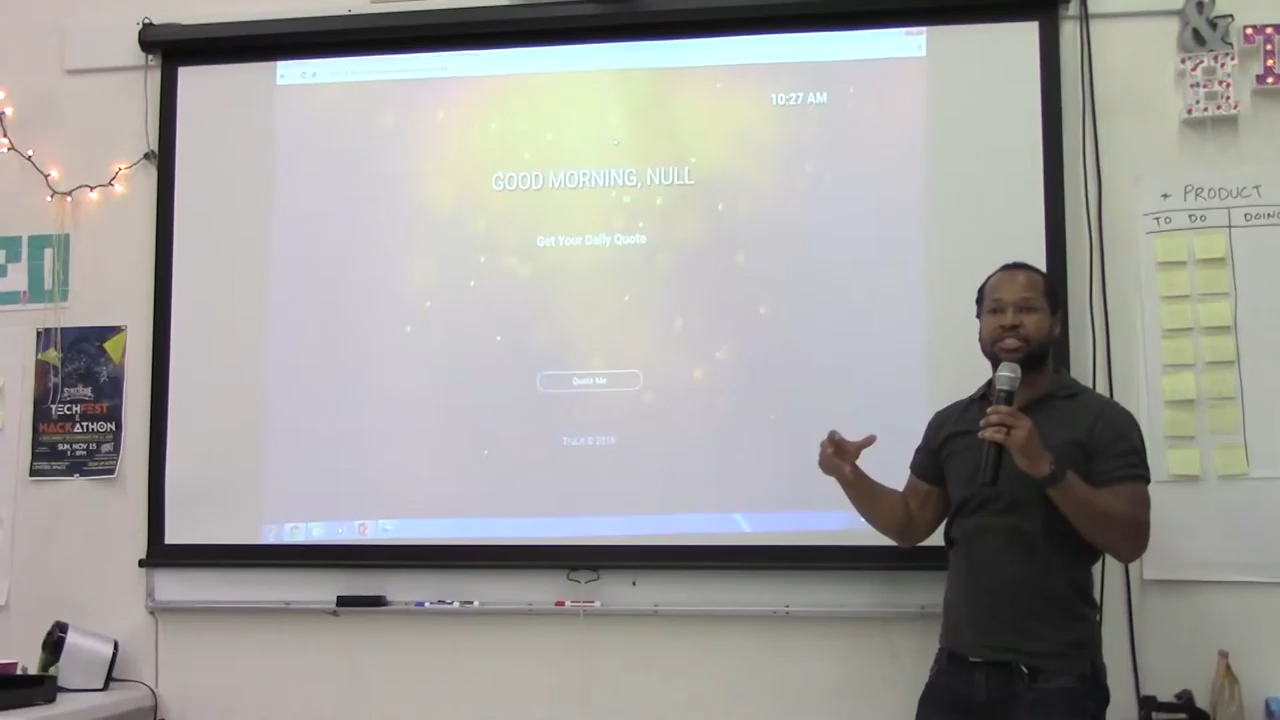 10:27 AM
GOOD MORNING, NULL
Get Your Daily Quote
Quote Me
TECHFEST
&
HACKATHON
SUN, NOV 15
+ PRODUCT
TO DO
DOING
&